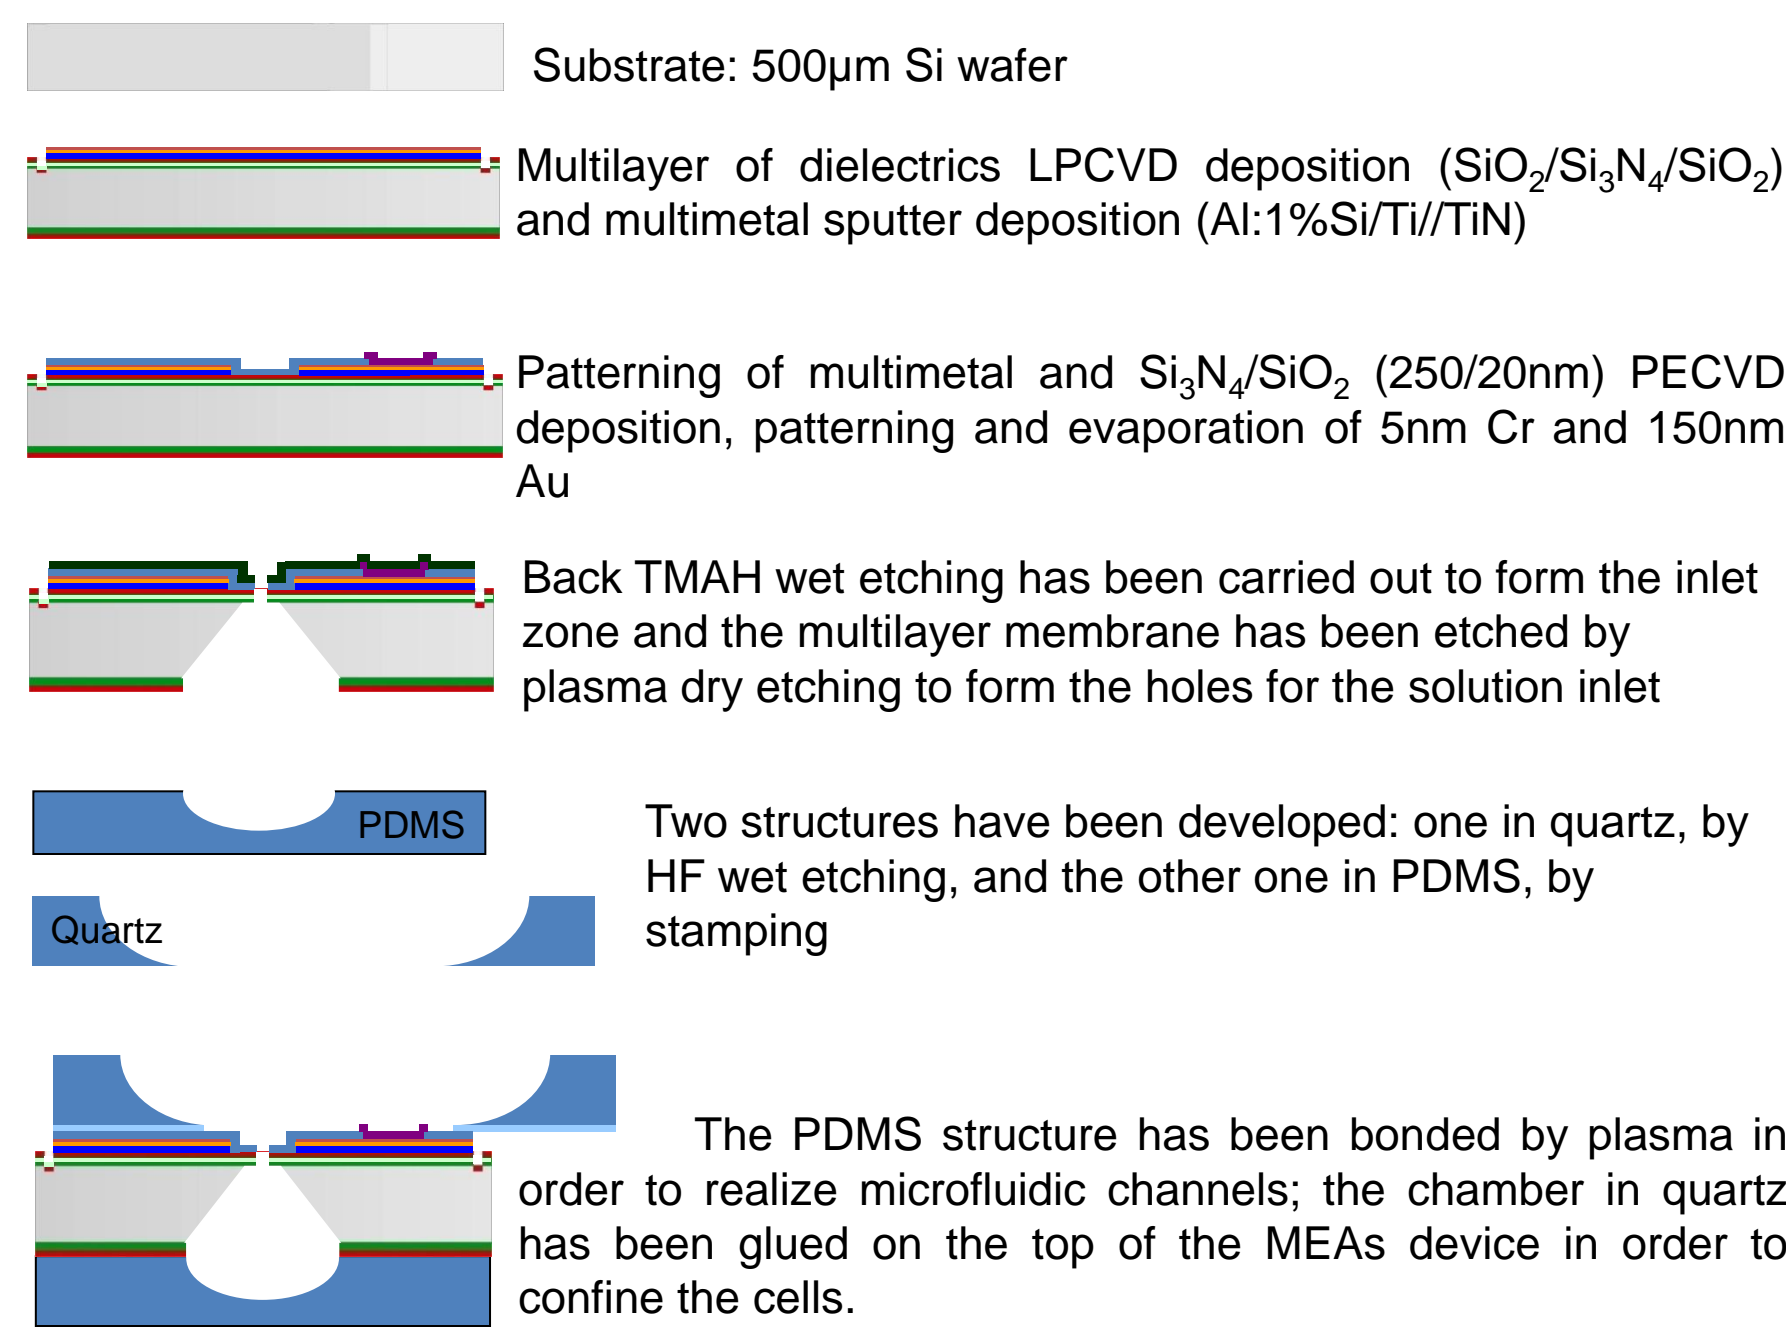 Substrate: 500µm Si wafer
Multilayer of dielectrics LPCVD deposition (SiO₂/Si₃N₄/SiO₂)
and multimetal sputter deposition (Al:1%Si/Ti//TiN)
Patterning of multimetal and Si₃N₄/SiO₂ (250/20nm) PECVD
deposition, patterning and evaporation of 5nm Cr and 150nm
Au
Back TMAH wet etching has been carried out to form the inlet
zone and the multilayer membrane has been etched by
plasma dry etching to form the holes for the solution inlet
PDMS
Quartz
Two structures have been developed: one in quartz, by
HF wet etching, and the other one in PDMS, by
stamping
The PDMS structure has been bonded by plasma in
order to realize microfluidic channels; the chamber in quartz
has been glued on the top of the MEAs device in order to
confine the cells.